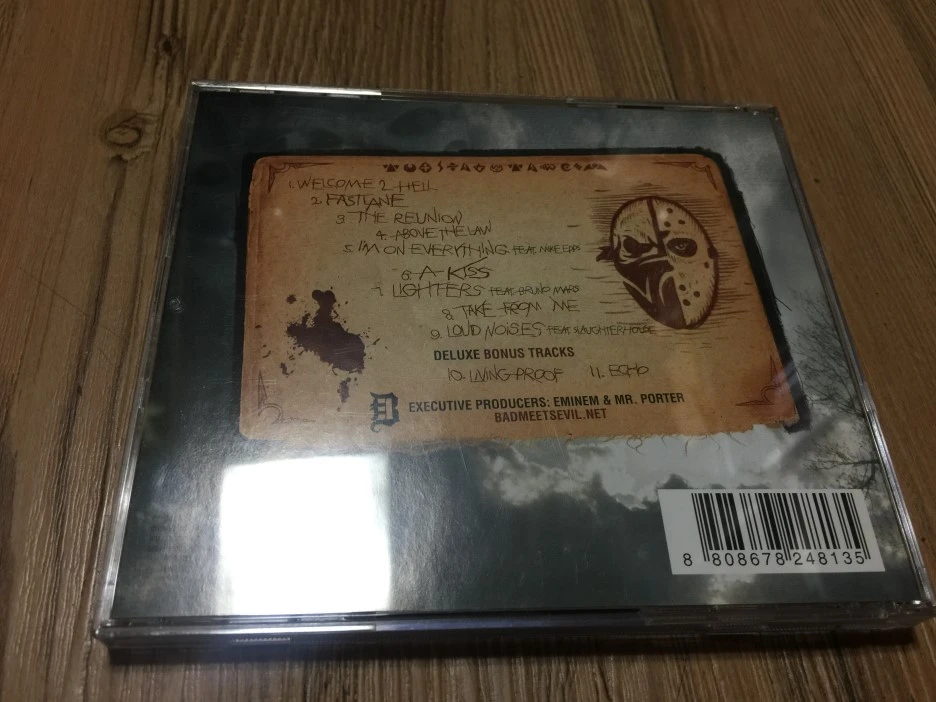 1. WELCOME 2 HELL
2. FASTLANE
3. THE REUNION
4. ABOVE THE LAW
5. I'M ON EVERYTHING FEAT. MIKE EPPS
6. A KISS
7. LIGHTERS FEAT. BRUNO MARS
8. TAKE FROM ME
9. LOUD NOISES FEAT. SLAUGHTERHOUSE
DELUXE BONUS TRACKS
10. LIVING PROOF 11. ECHO
EXECUTIVE PRODUCERS: EMINEM & MR. PORTER
BADMEETSEVIL.NET
8 808678 248135